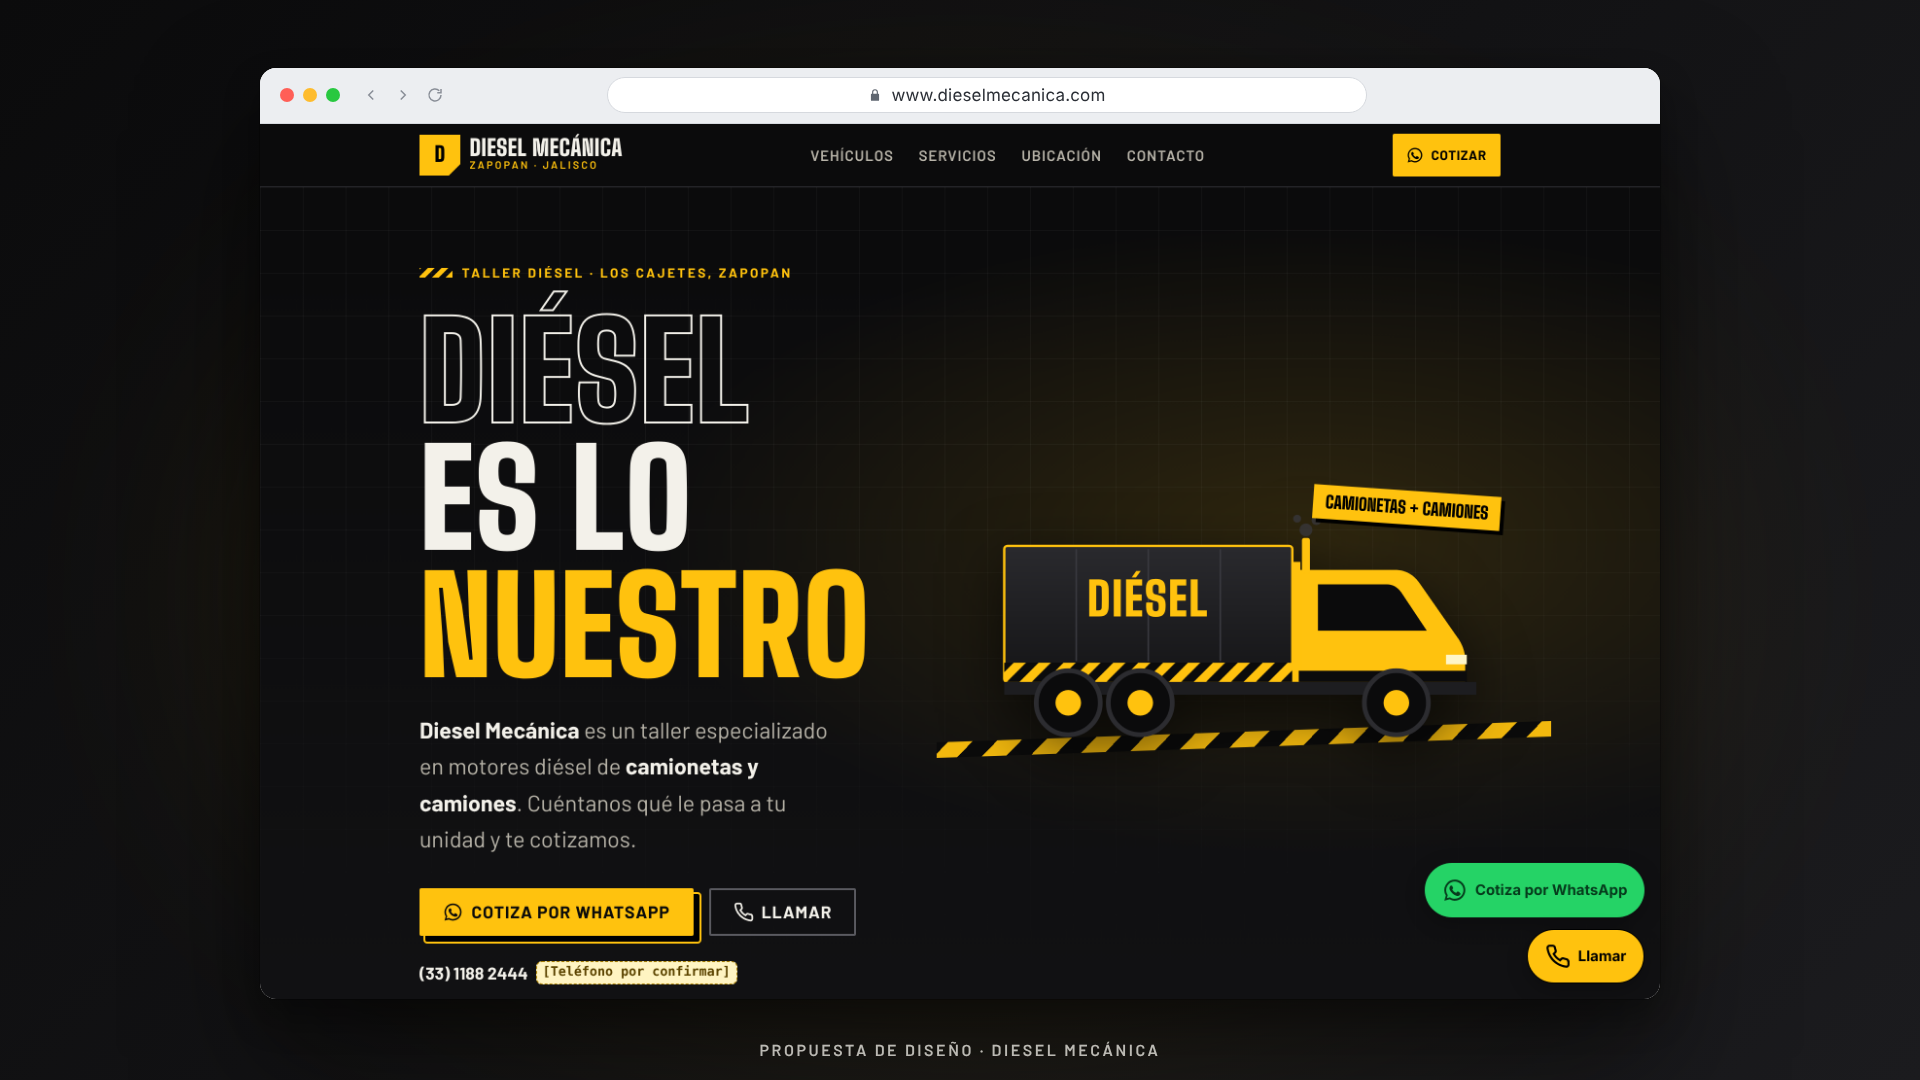 www.dieselmecanica.com
D
DIESEL MECÁNICA
ZAPOPAN · JALISCO
VEHÍCULOS
SERVICIOS
UBICACIÓN
CONTACTO
COTIZAR
TALLER DIÉSEL · LOS CAJETES, ZAPOPAN
DIÉSEL
ES LO
NUESTRO
CAMIONETAS + CAMIONES
DIÉSEL
Diesel Mecánica es un taller especializado
en motores diésel de camionetas y
camiones. Cuéntanos qué le pasa a tu
unidad y te cotizamos.
COTIZA POR WHATSAPP
LLAMAR
(33) 1188 2444 [Teléfono por confirmar]
Cotiza por WhatsApp
Llamar
PROPUESTA DE DISEÑO · DIESEL MECÁNICA